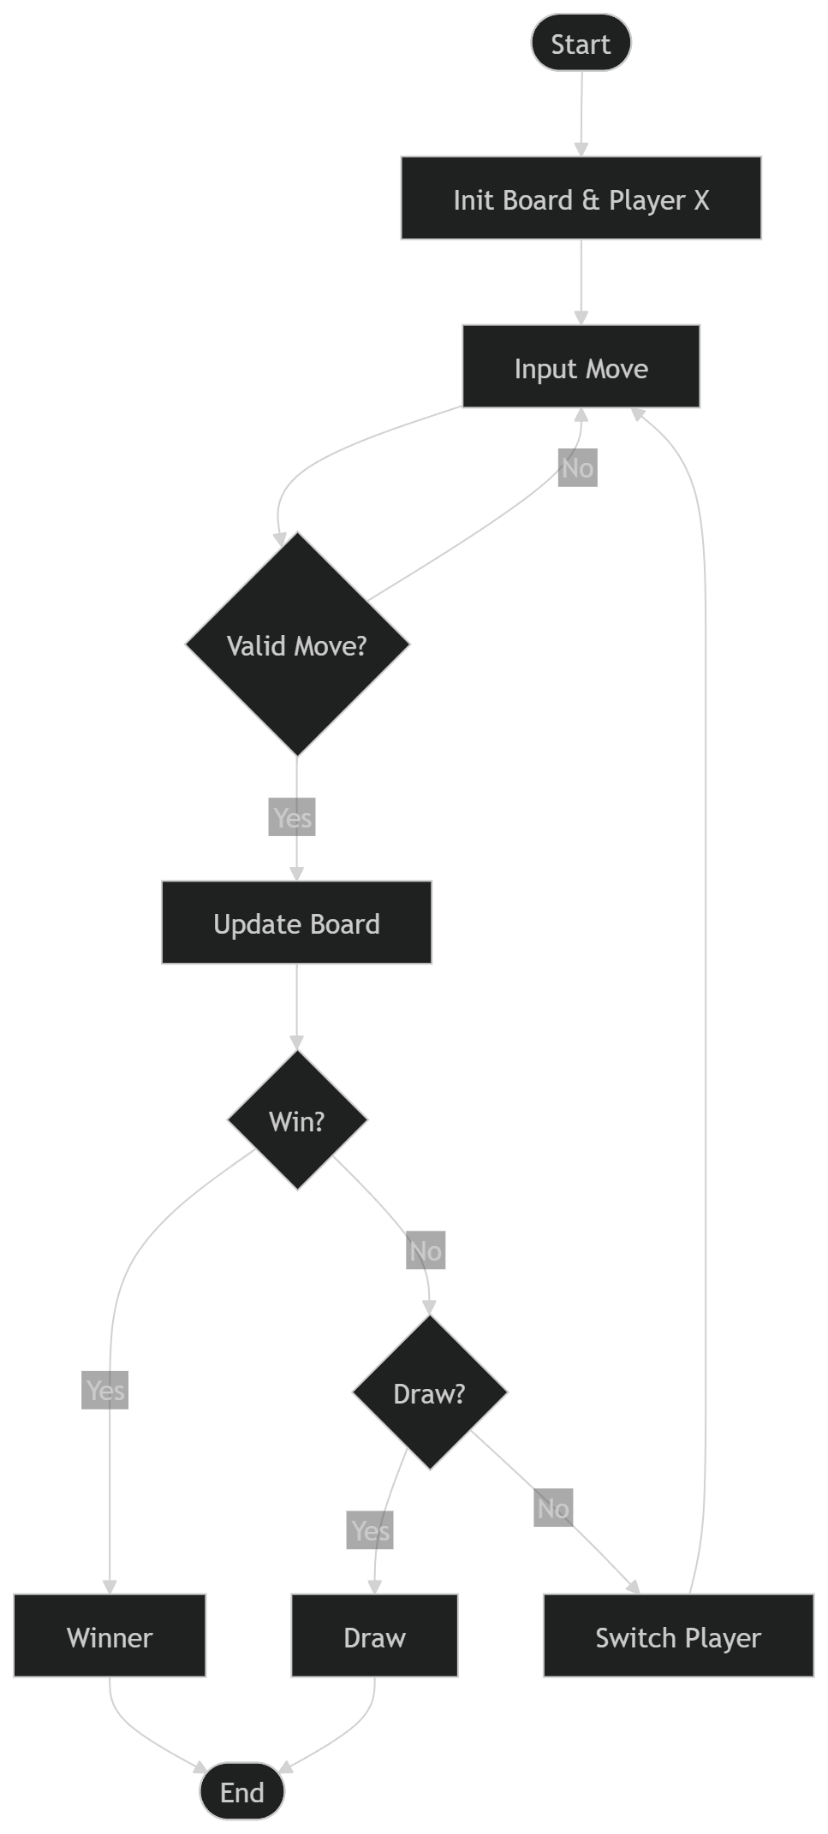 Start
Init Board & Player X
Input Move
No
Valid Move?
Yes
Update Board
Win?
No
Yes
Draw?
No
Yes
Winner
Draw
Switch Player
End